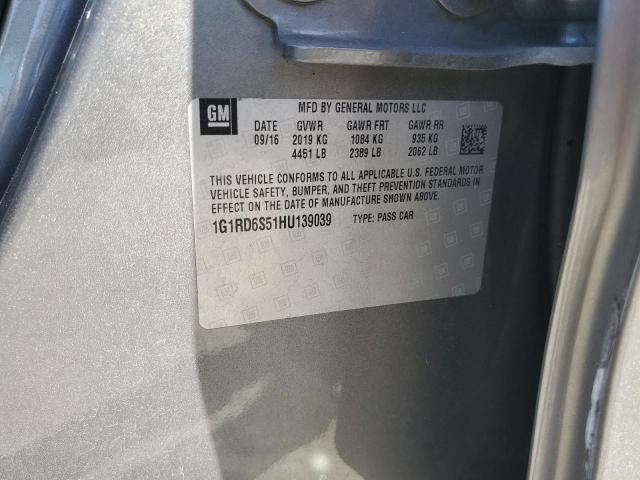 GM
MFD BY GENERAL MOTORS LLC
DATE GVWR GAWR FRT GAWR RR
09/16 2019 KG 1084 KG 935 KG
4451 LB 2389 LB 2062 LB
THIS VEHICLE CONFORMS TO ALL APPLICABLE U.S. FEDERAL MOTOR
VEHICLE SAFETY, BUMPER, AND THEFT PREVENTION STANDARDS IN
EFFECT ON THE DATE OF MANUFACTURE SHOWN ABOVE.
1G1RD6S51HU139039 TYPE: PASS CAR